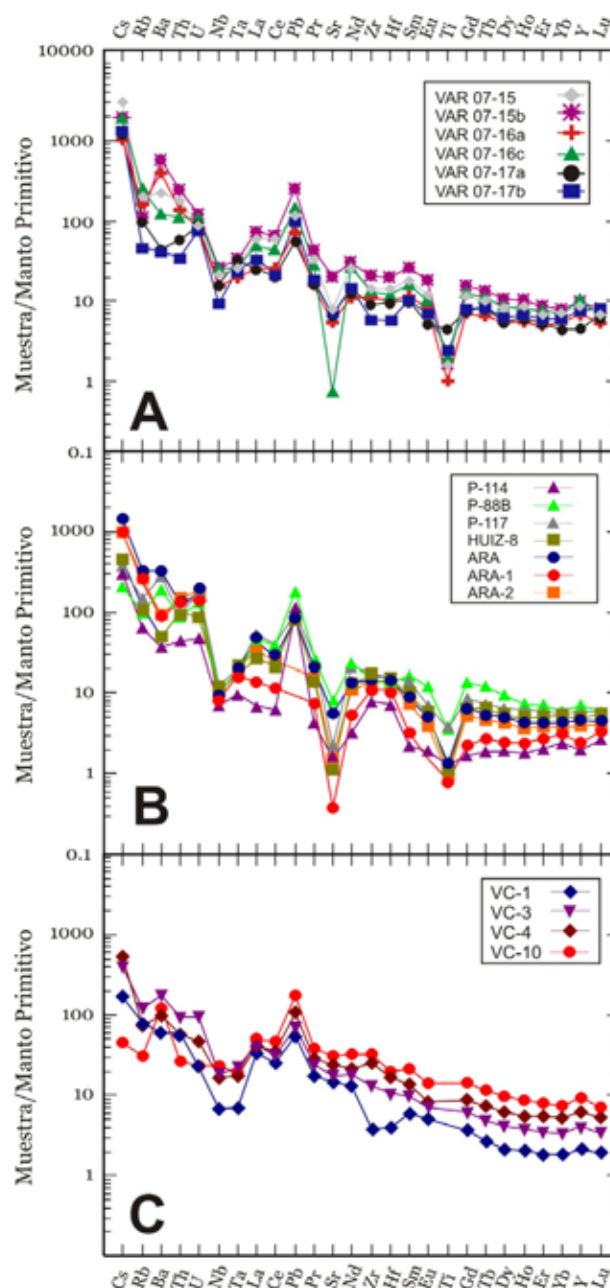 Cs Rb Ba Th U Nb Ta La Ce Pb Pr Sr Nd Zr Hf Sm Eu Ti Gd Tb Dy Ho Er Yb Y Lu
10000
1000
100
10
1
0.1
Muestra/Manto Primitivo
VAR 07-15
VAR 07-15b
VAR 07-16a
VAR 07-16c
VAR 07-17a
VAR 07-17b
A
1000
100
10
1
0.1
Muestra/Manto Primitivo
P-114
P-88B
P-117
HUIZ-8
ARA
ARA-1
ARA-2
B
1000
100
10
1
Muestra/Manto Primitivo
VC-1
VC-3
VC-4
VC-10
C
Cs Rb Ba Th U Nb Ta La Ce Pb Pr Sr Nd Zr Hf Sm Eu Ti Gd Tb Dy Ho Er Yb Y Lu